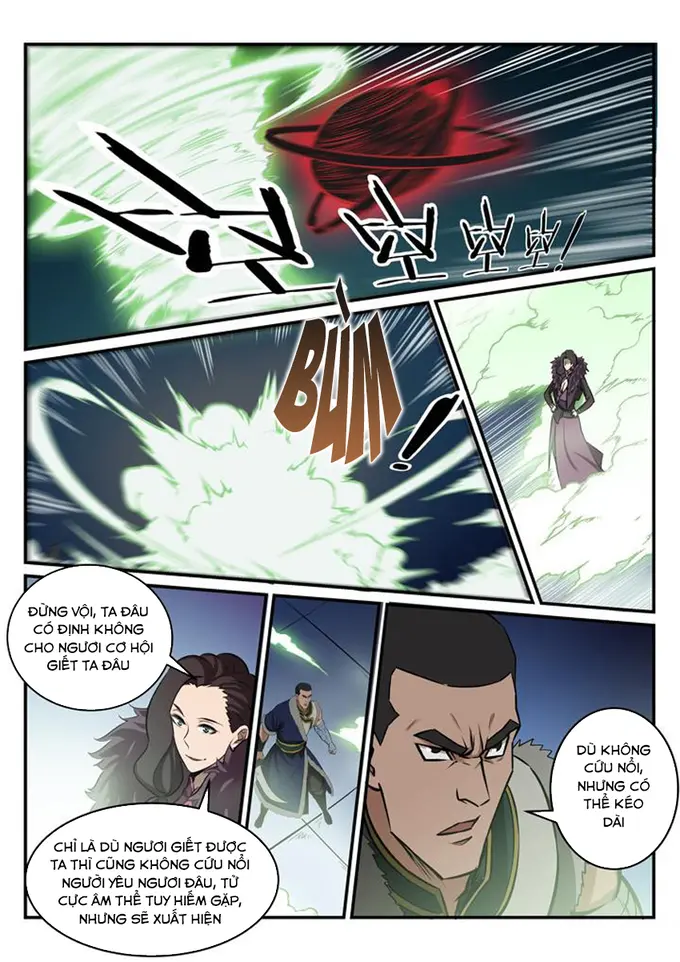 BÙM
!
ĐỪNG VỘI, TA ĐÂU
CÓ ĐỊNH KHÔNG
CHO NGƯƠI CƠ HỘI
GIẾT TA ĐÂU
DÙ KHÔNG
CỨU NỔI,
NHƯNG CÓ
THỂ KÉO
DÀI
CHỈ LÀ DÙ NGƯƠI GIẾT ĐƯỢC
TA THÌ CŨNG KHÔNG CỨU NỔI
NGƯỜI YÊU NGƯƠI ĐÂU, TỬ
CỰC ÂM THỂ TUY HIẾM GẶP,
NHƯNG SẼ XUẤT HIỆN